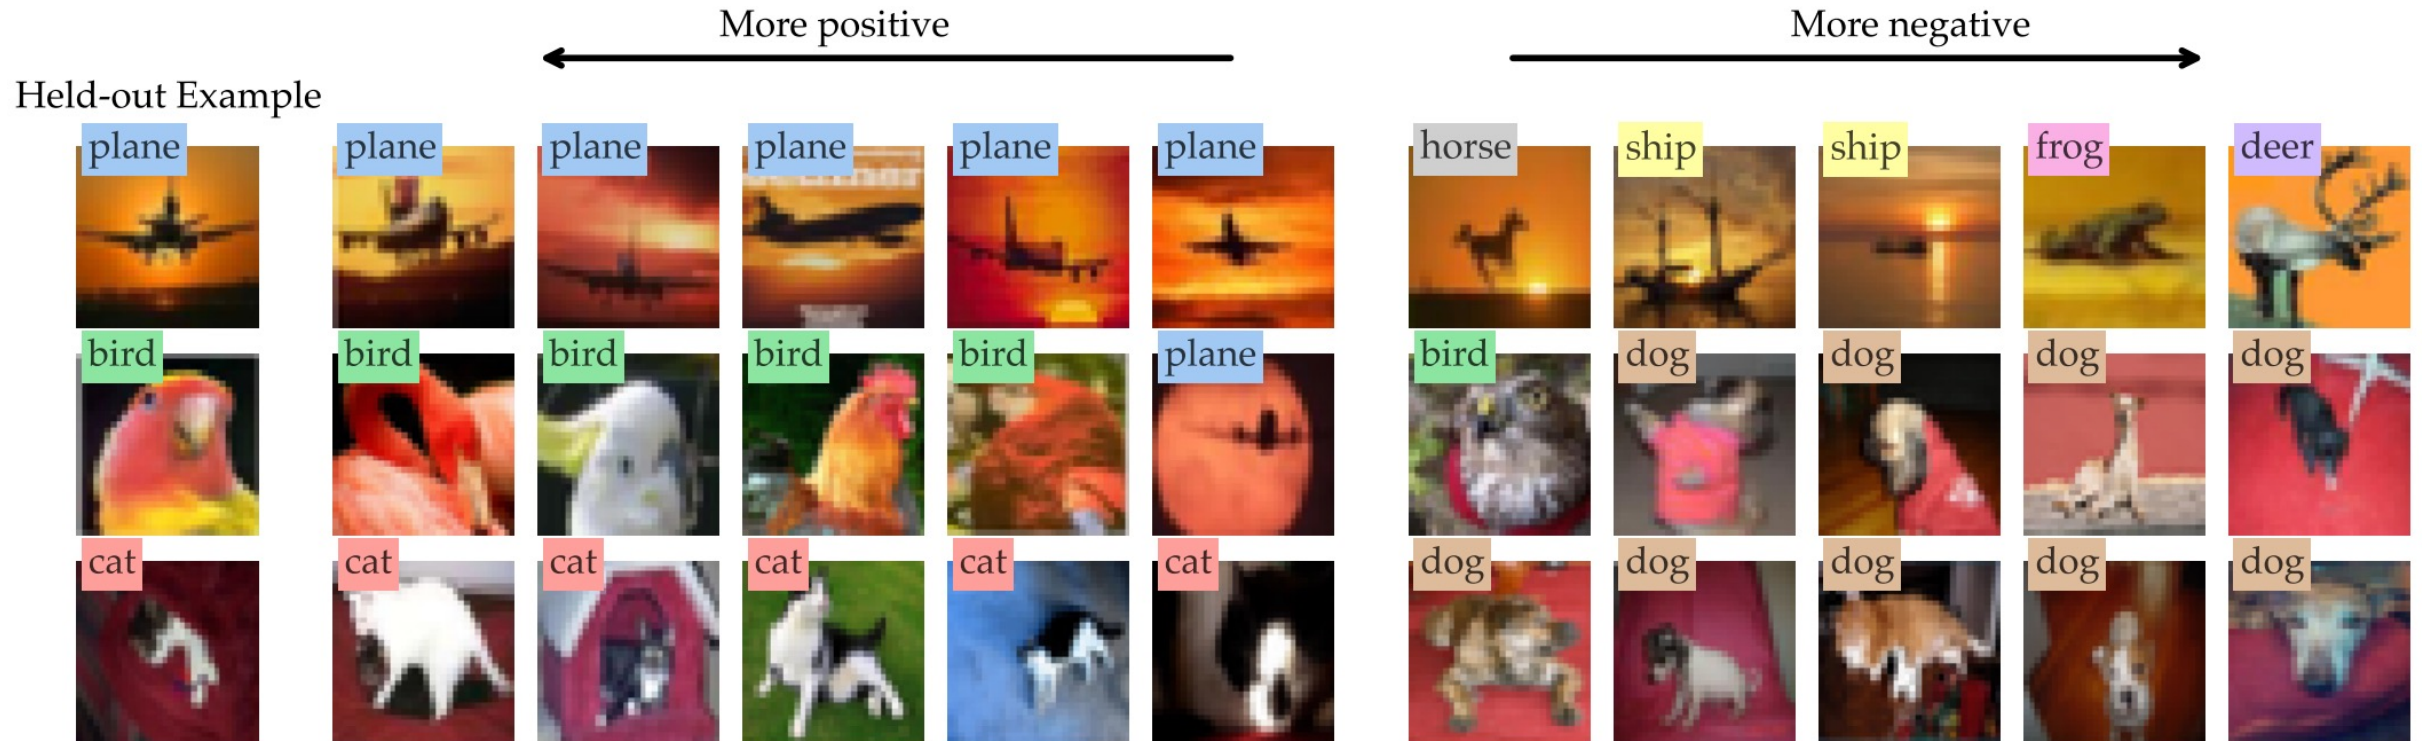 More positive
More negative
Held-out Example
plane plane plane plane plane plane horse ship ship frog deer
bird bird bird bird bird plane bird dog dog dog dog
cat cat cat cat cat cat dog dog dog dog dog